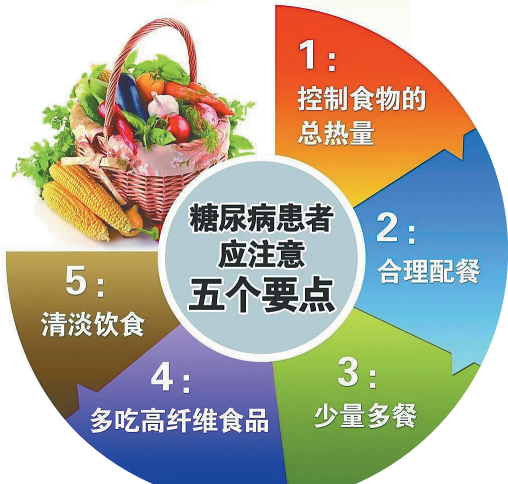 糖尿病患者
应注意
五个要点
1：
控制食物的
总热量
2：
合理配餐
3：
少量多餐
4：
多吃高纤维食品
5：
清淡饮食